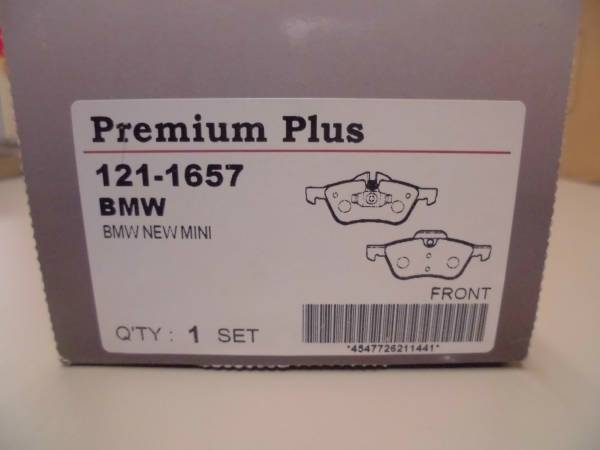 Premium Plus
121-1657
BMW
BMW NEW MINI
FRONT
Q'TY : 1 SET
*4547726211441*